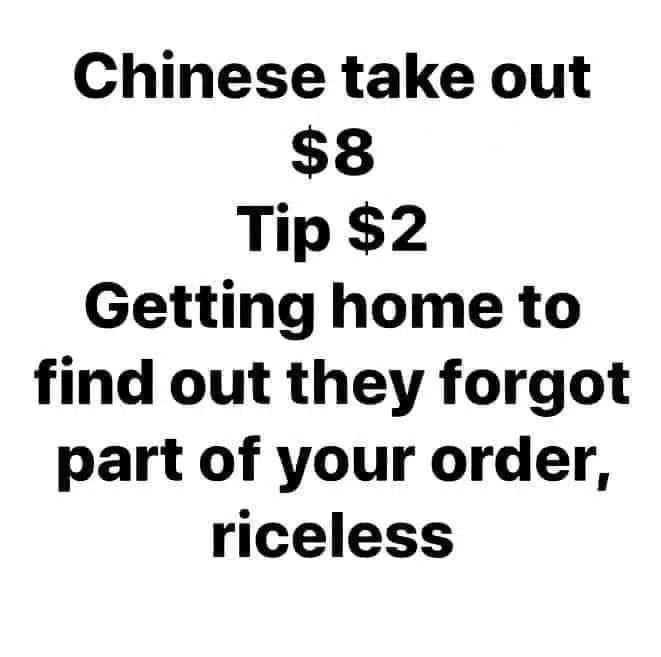 Chinese take out
$8
Tip $2
Getting home to
find out they forgot
part of your order,
riceless